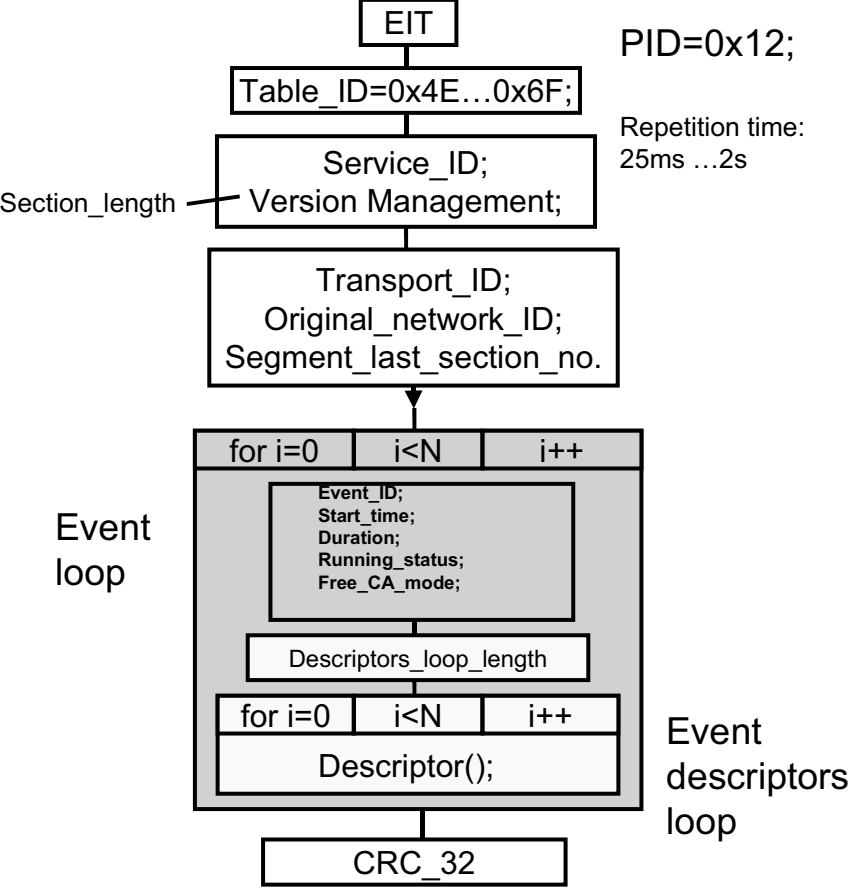 EIT
PID=0x12;
Table_ID=0x4E…0x6F;
Repetition time:
25ms …2s
Service_ID;
Version Management;
Section_length
Transport_ID;
Original_network_ID;
Segment_last_section_no.
for i=0 i<N i++
Event
loop
Event_ID;
Start_time;
Duration;
Running_status;
Free_CA_mode;
Descriptors_loop_length
for i=0 i<N i++
Descriptor();
Event
descriptors
loop
CRC_32